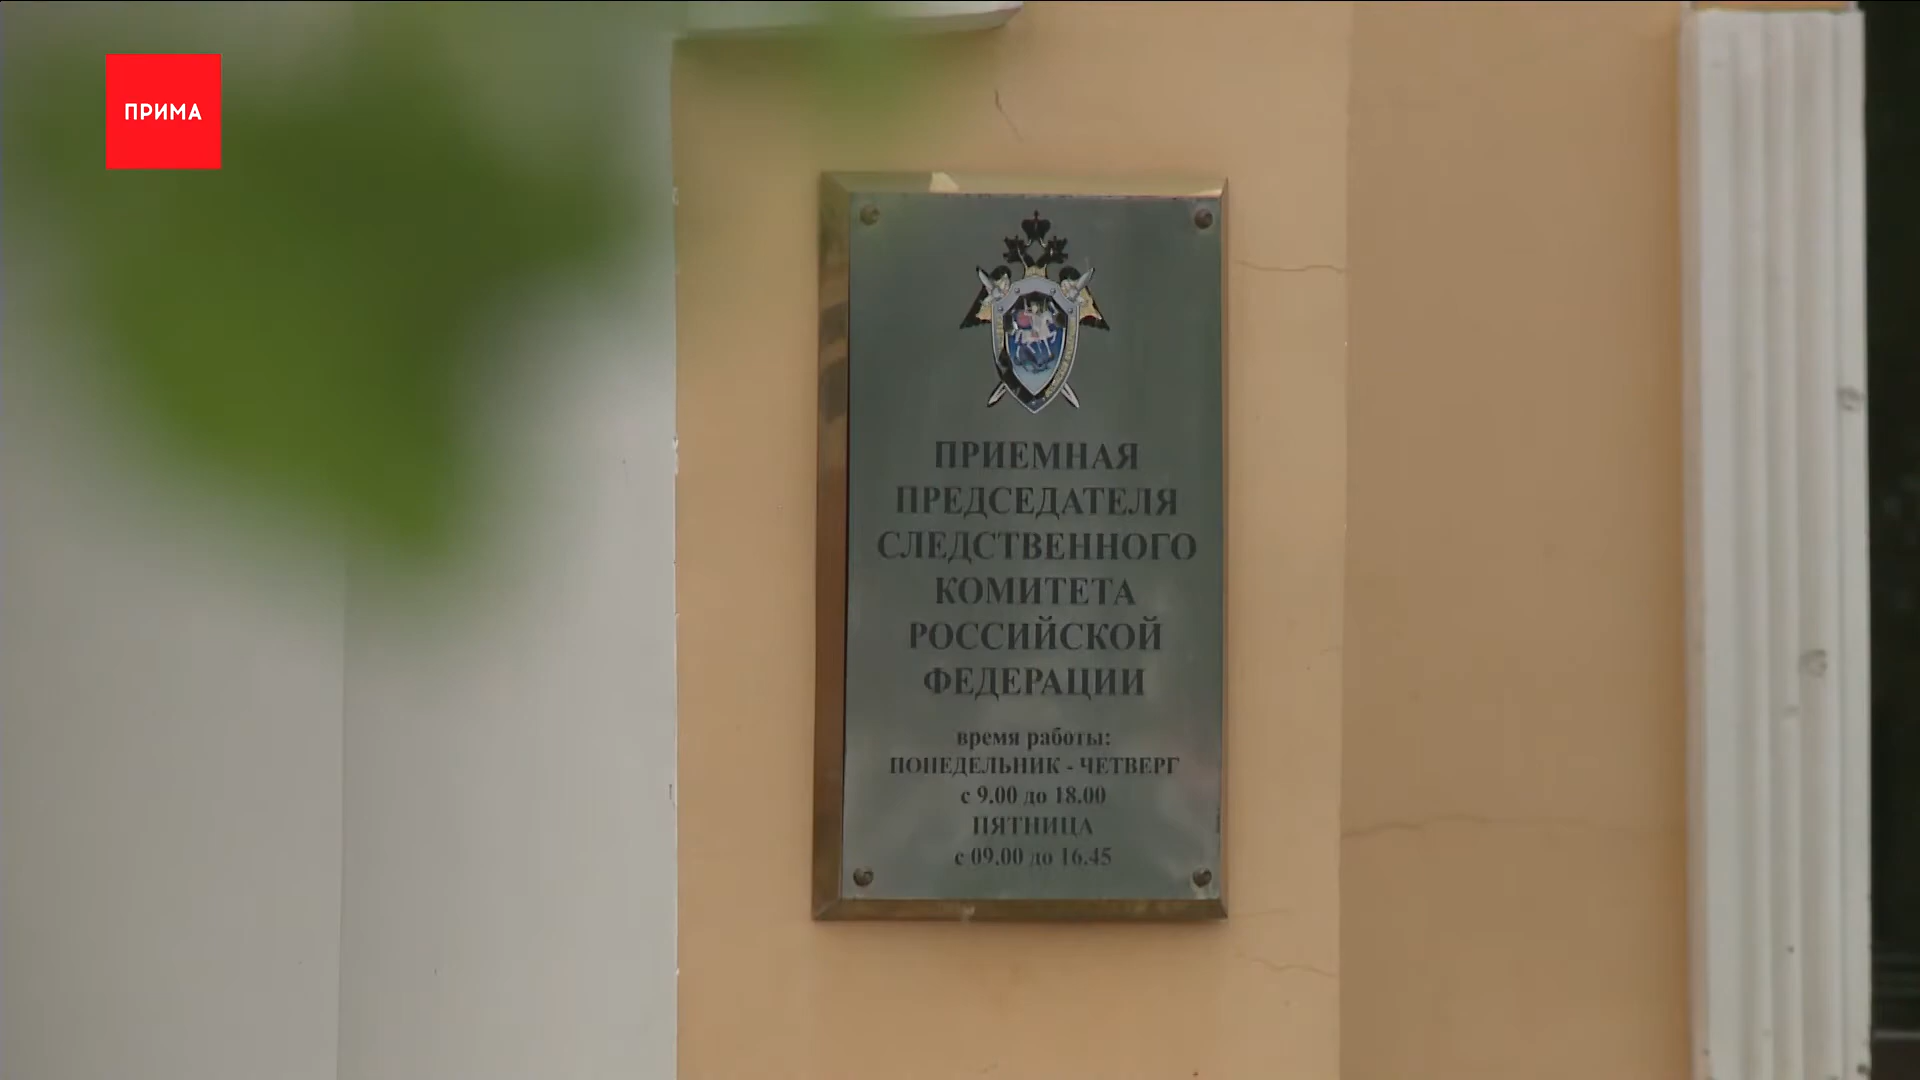 ПРИМА
ПРИЕМНАЯ
ПРЕДСЕДАТЕЛЯ
СЛЕДСТВЕННОГО
КОМИТЕТА
РОССИЙСКОЙ
ФЕДЕРАЦИИ
время работы:
ПОНЕДЕЛЬНИК - ЧЕТВЕРГ
с 9.00 до 18.00
ПЯТНИЦА
с 09.00 до 16.45